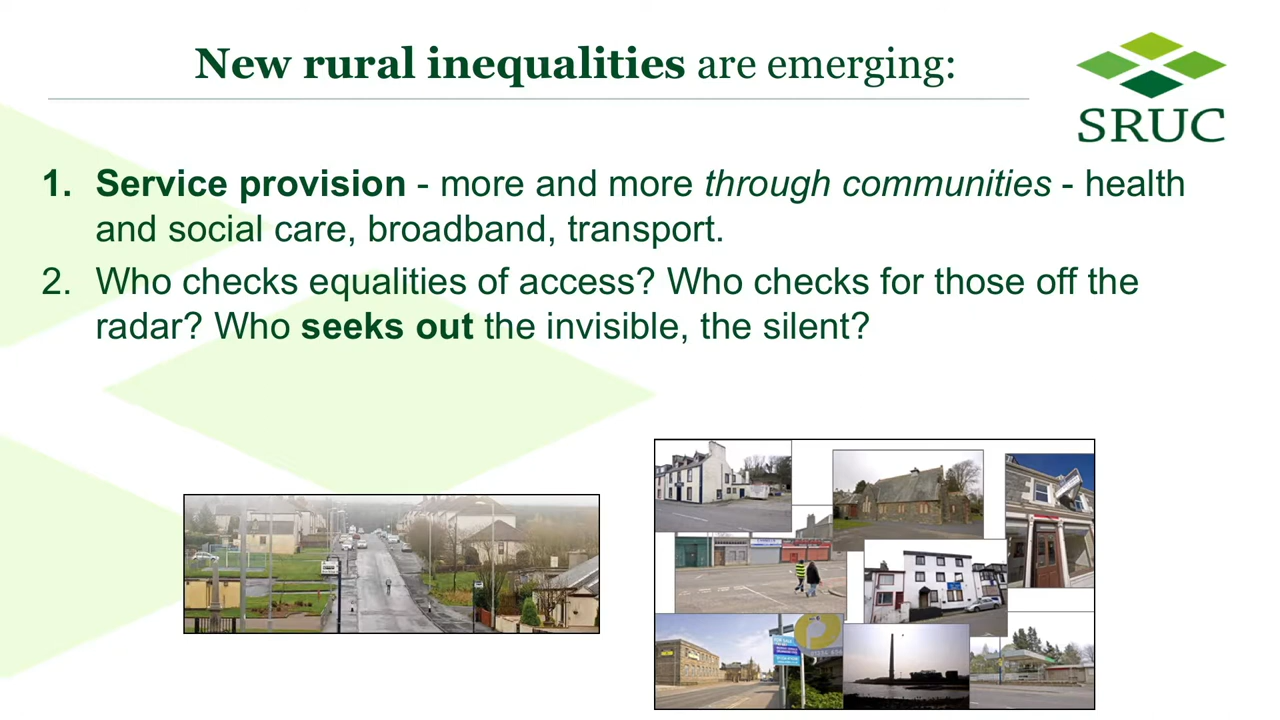 New rural inequalities are emerging:
SRUC
1. Service provision - more and more through communities - health
and social care, broadband, transport.
2. Who checks equalities of access? Who checks for those off the
radar? Who seeks out the invisible, the silent?
FOR SALE